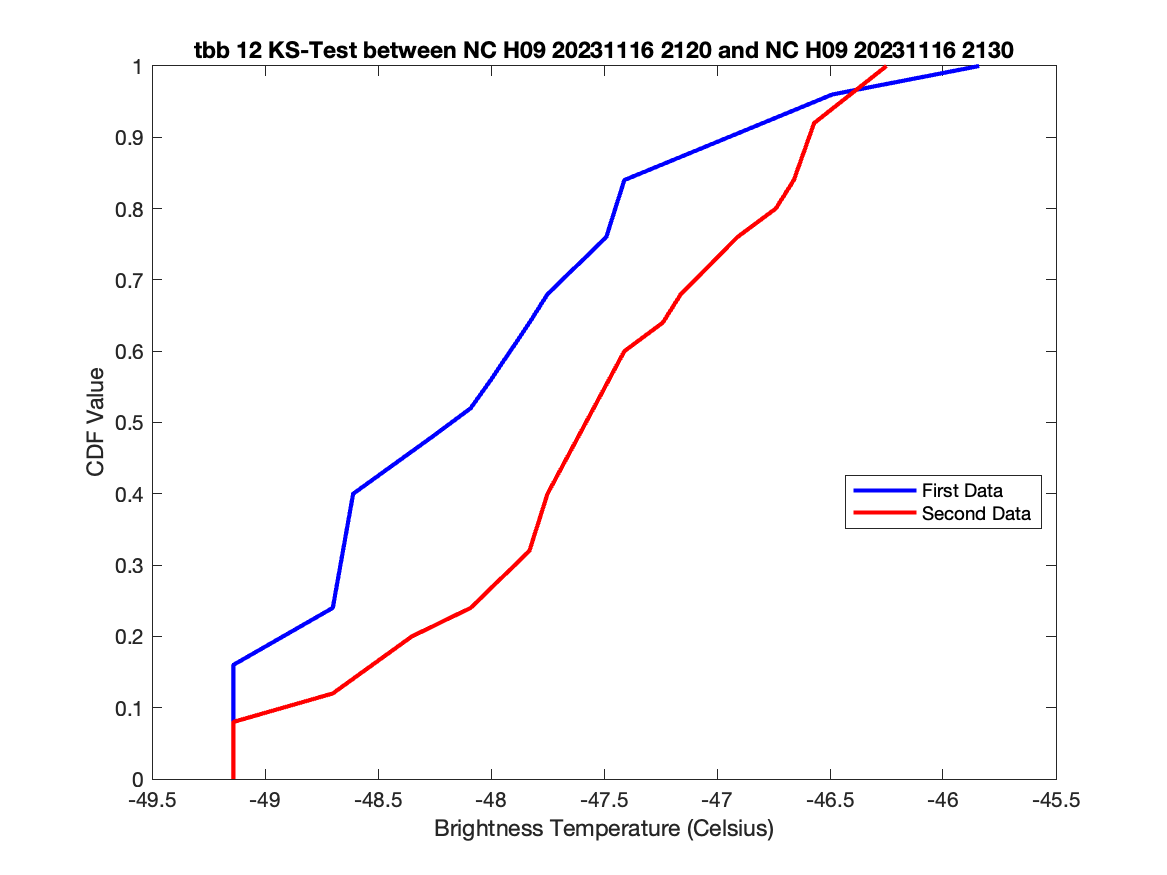 tbb 12 KS-Test between NC H09 20231116 2120 and NC H09 20231116 2130
1
0.9
0.8
0.7
0.6
0.5
0.4
0.3
0.2
0.1
0
CDF Value
First Data
Second Data
-49.5 -49 -48.5 -48 -47.5 -47 -46.5 -46 -45.5
Brightness Temperature (Celsius)